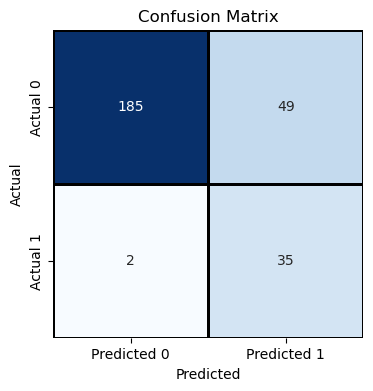 Confusion Matrix
Actual
Actual 0
185
49
Actual 1
2
35
Predicted 0
Predicted 1
Predicted